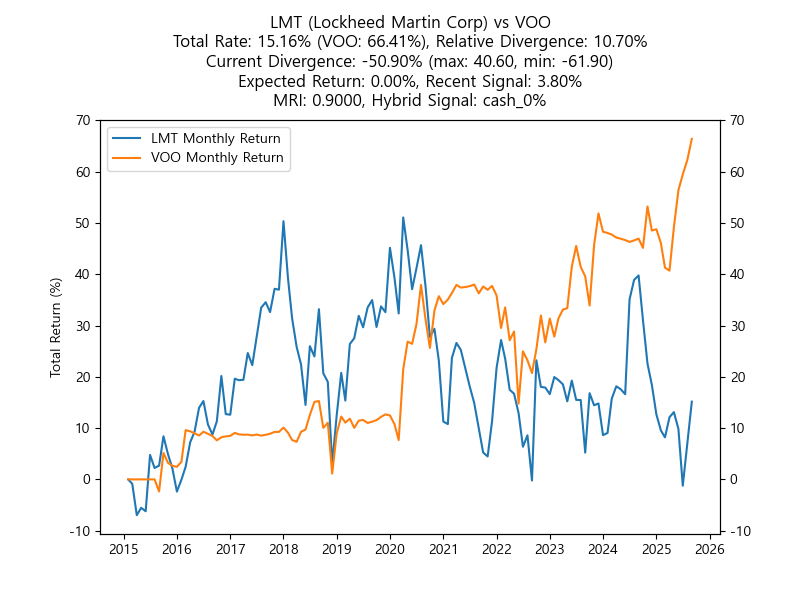 LMT (Lockheed Martin Corp) vs VOO
Total Rate: 15.16% (VOO: 66.41%), Relative Divergence: 10.70%
Current Divergence: -50.90% (max: 40.60, min: -61.90)
Expected Return: 0.00%, Recent Signal: 3.80%
MRI: 0.9000, Hybrid Signal: cash_0%
LMT Monthly Return
VOO Monthly Return
Total Return (%)
70
60
50
40
30
20
10
0
-10
70
60
50
40
30
20
10
0
-10
2015 2016 2017 2018 2019 2020 2021 2022 2023 2024 2025 2026